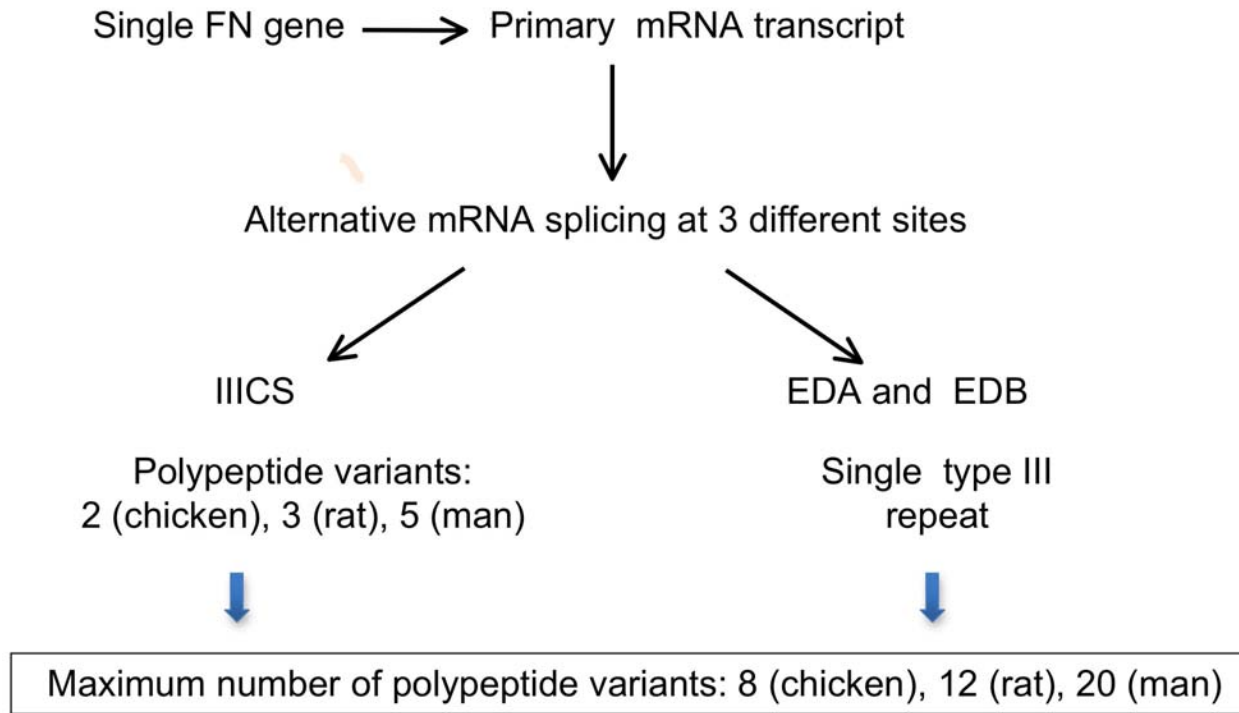 Single FN gene Primary mRNA transcript
Alternative mRNA splicing at 3 different sites
IIICS
EDA and EDB
Polypeptide variants:
2 (chicken), 3 (rat), 5 (man)
Single type III
repeat
Maximum number of polypeptide variants: 8 (chicken), 12 (rat), 20 (man)